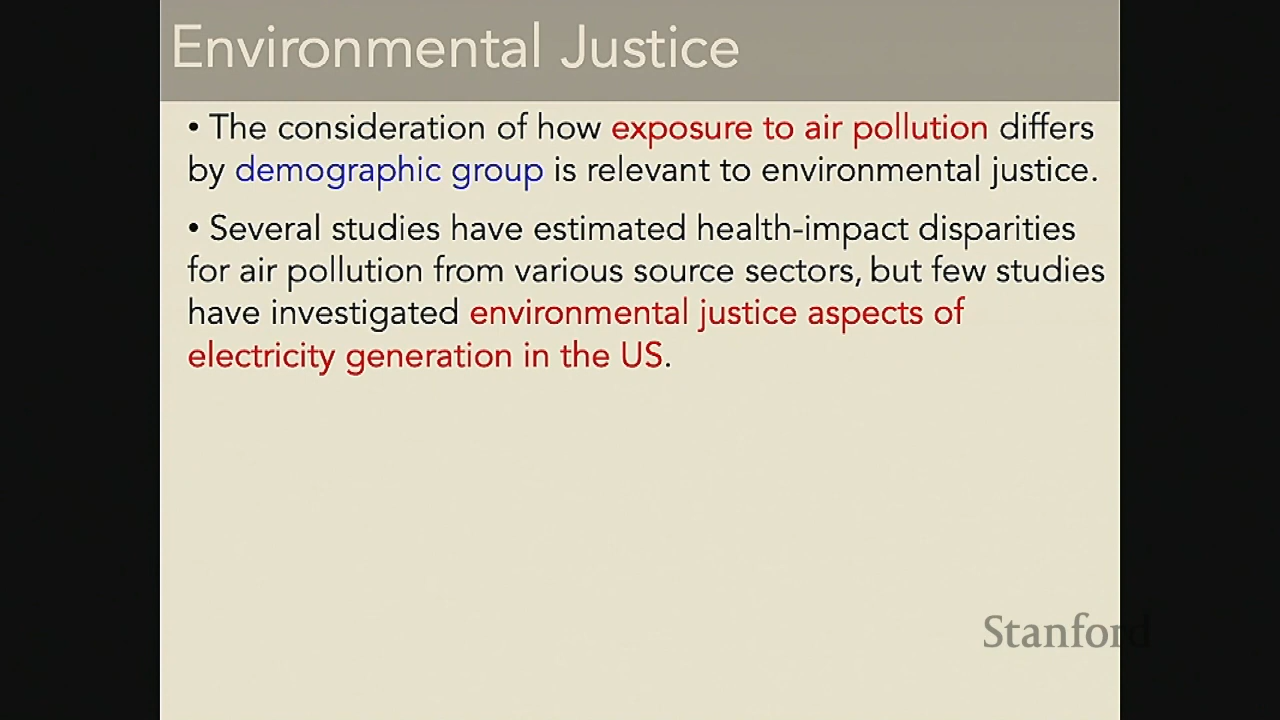 Environmental Justice
• The consideration of how exposure to air pollution differs
by demographic group is relevant to environmental justice.
• Several studies have estimated health-impact disparities
for air pollution from various source sectors, but few studies
have investigated environmental justice aspects of
electricity generation in the US.
Stanford